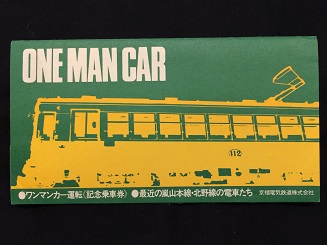 ONE MAN CAR
112
●ワンマンカー運転〈記念乗車券〉 ●最近の嵐山本線・北野線の電車たち 京福電気鉄道株式会社